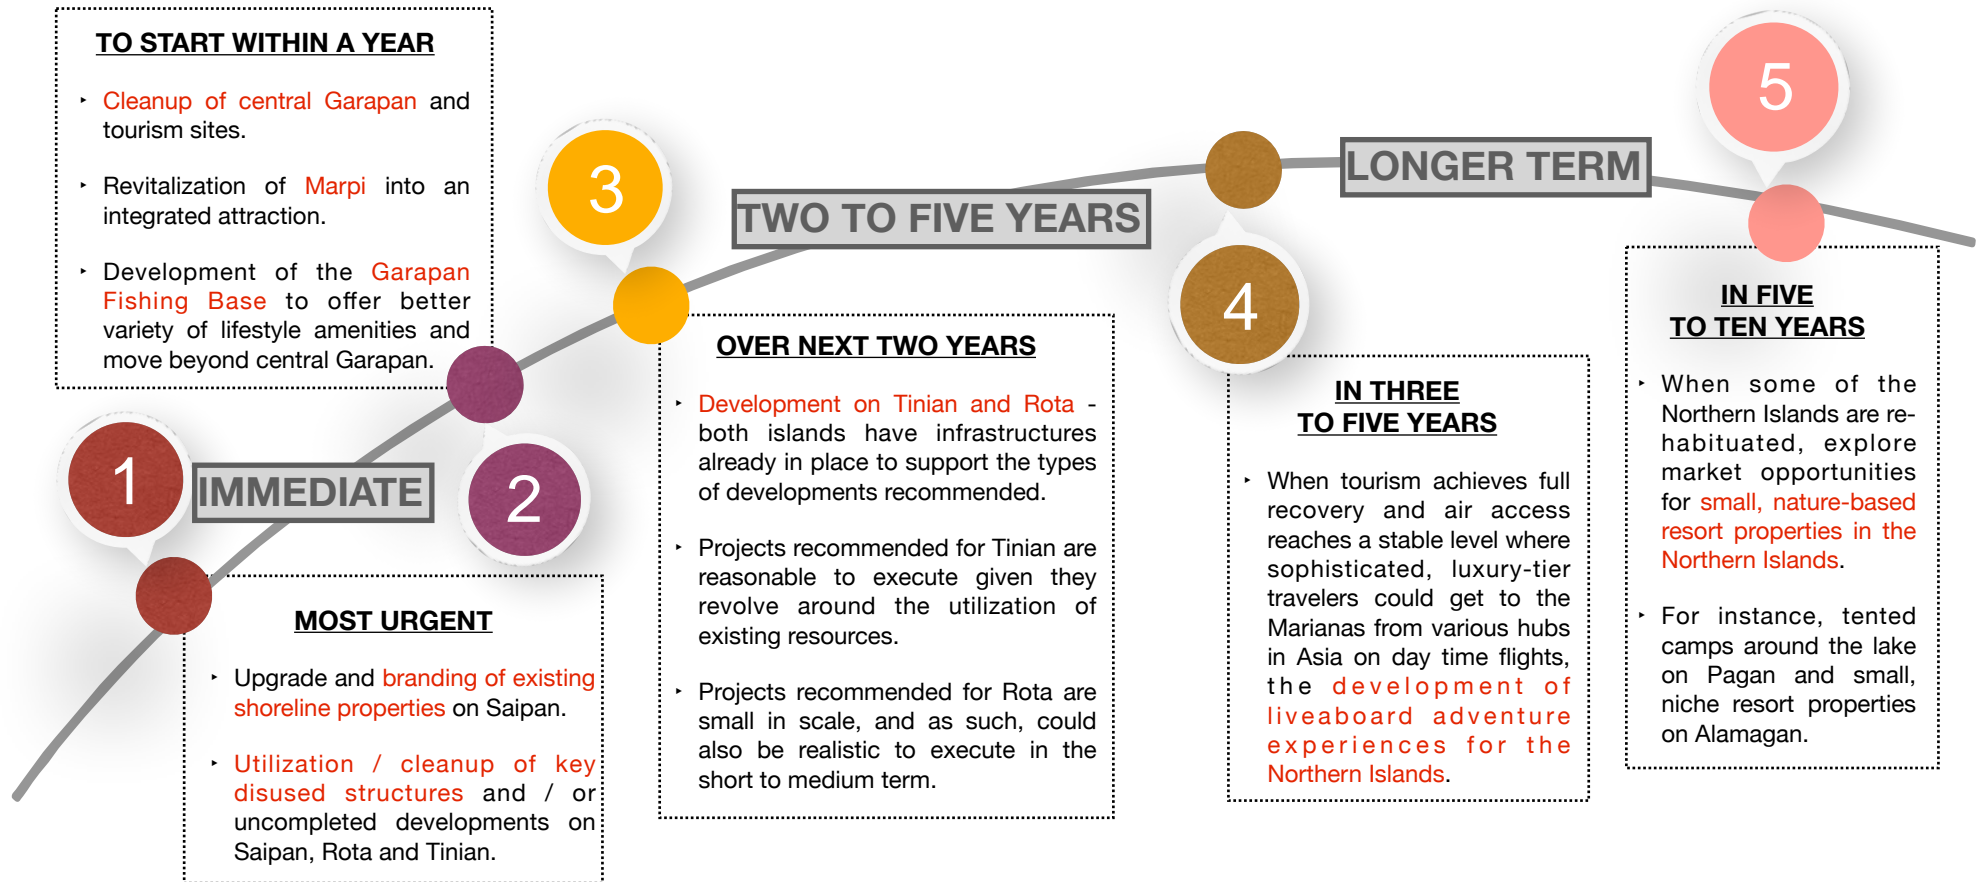 TO START WITHIN A YEAR
‣ Cleanup of central Garapan and
tourism sites.
‣ Revitalization of Marpi into an
integrated attraction.
‣ Development of the Garapan
Fishing Base to offer better
variety of lifestyle amenities and
move beyond central Garapan.
1
IMMEDIATE
2
MOST URGENT
‣ Upgrade and branding of existing
shoreline properties on Saipan.
‣ Utilization / cleanup of key
disused structures and / or
uncompleted developments on
Saipan, Rota and Tinian.
3
TWO TO FIVE YEARS
OVER NEXT TWO YEARS
‣ Development on Tinian and Rota -
both islands have infrastructures
already in place to support the types
of developments recommended.
‣ Projects recommended for Tinian are
reasonable to execute given they
revolve around the utilization of
existing resources.
‣ Projects recommended for Rota are
small in scale, and as such, could
also be realistic to execute in the
short to medium term.
4
IN THREE
TO FIVE YEARS
‣ When tourism achieves full
recovery and air access
reaches a stable level where
sophisticated, luxury-tier
travelers could get to the
Marianas from various hubs
in Asia on day time flights,
the development of
liveaboard adventure
experiences for the
Northern Islands.
LONGER TERM
5
IN FIVE
TO TEN YEARS
‣ When some of the
Northern Islands are re-
habituated, explore
market opportunities
for small, nature-based
resort properties in the
Northern Islands.
‣ For instance, tented
camps around the lake
on Pagan and small,
niche resort properties
on Alamagan.